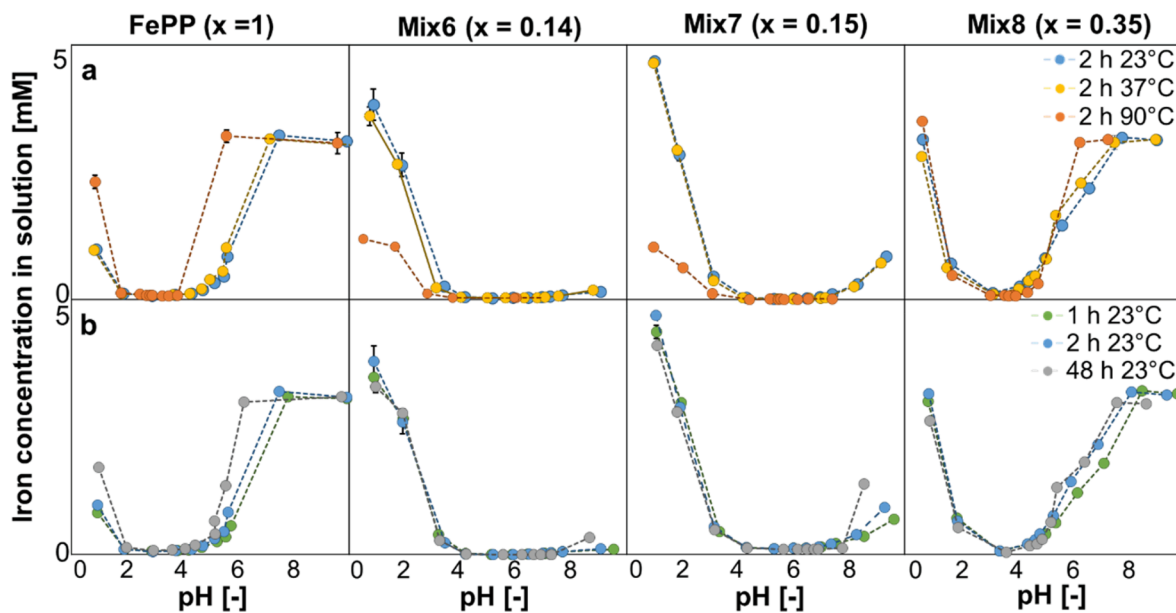 FePP (x =1) Mix6 (x = 0.14) Mix7 (x = 0.15) Mix8 (x = 0.35)
Iron concentration in solution [mM]
5
a
2 h 23°C
2 h 37°C
2 h 90°C
0
5
b
1 h 23°C
2 h 23°C
48 h 23°C
0
0 2 4 6 8 0 2 4 6 8 0 2 4 6 8 0 2 4 6 8
pH [-] pH [-] pH [-] pH [-]